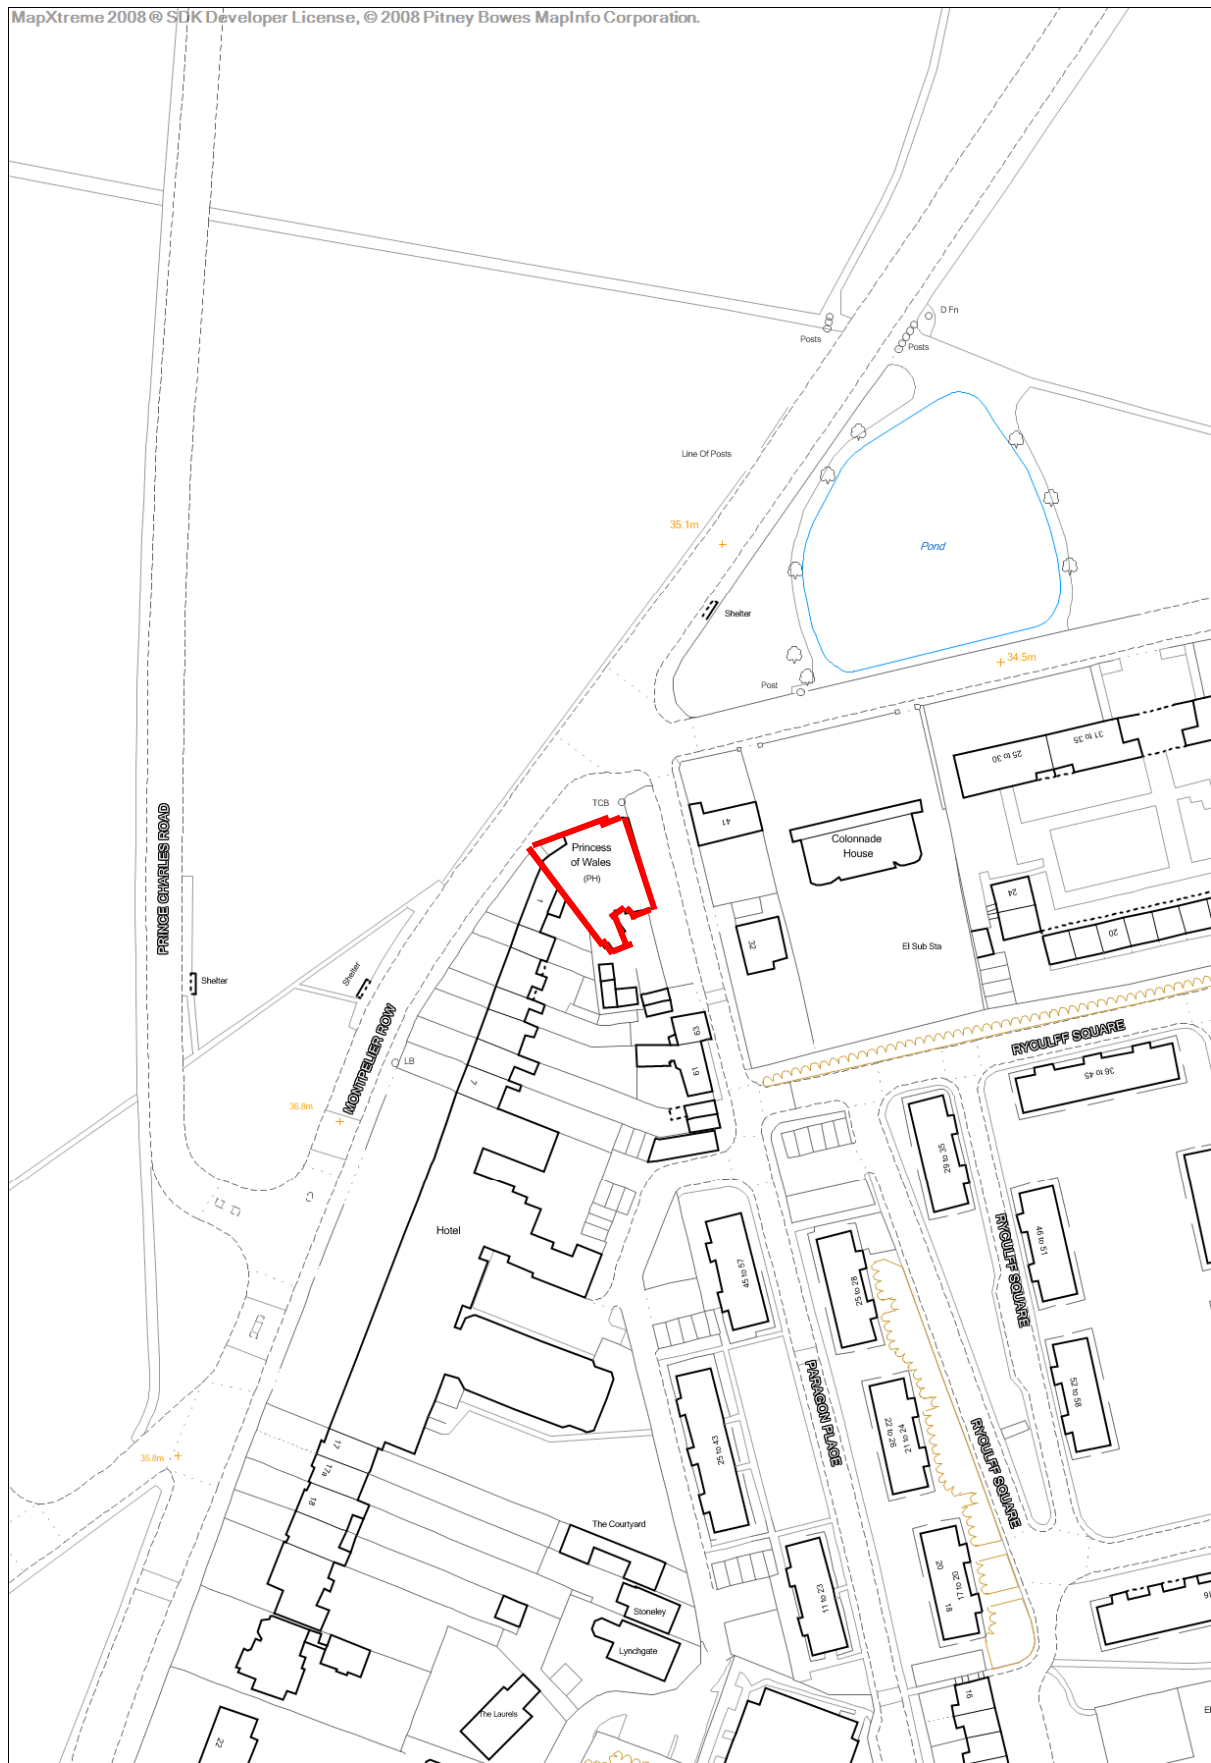 MapXtreme 2008 ® SDK Developer License, © 2008 Pitney Bowes MapInfo Corporation.
D Fn
Posts
Posts
Line Of Posts
35.1m
Pond
Shelter
34.5m
Post
31 to 35
25 to 30
TCB
41
PRINCE CHARLES ROAD
Princess
of Wales
(PH)
Colonnade
House
24
1
20
32
El Sub Sta
Shelter
Shelter
MONTPELIER ROW
63
RYCULFF SQUARE
LB
61
36 to 45
7
36.8m
29 to 35
Hotel
RYCULFF SQUARE
46 to 51
45 to 57
25 to 28
PARAGON PLACE
52 to 58
21 to 24
26 to 22
RYCULFF SQUARE
17
25 to 43
35.8m
17a
18
The Courtyard
20
17 to 20
18
11 to 23
16
Stoneley
Lynchgate
16
The Laurels
22
El